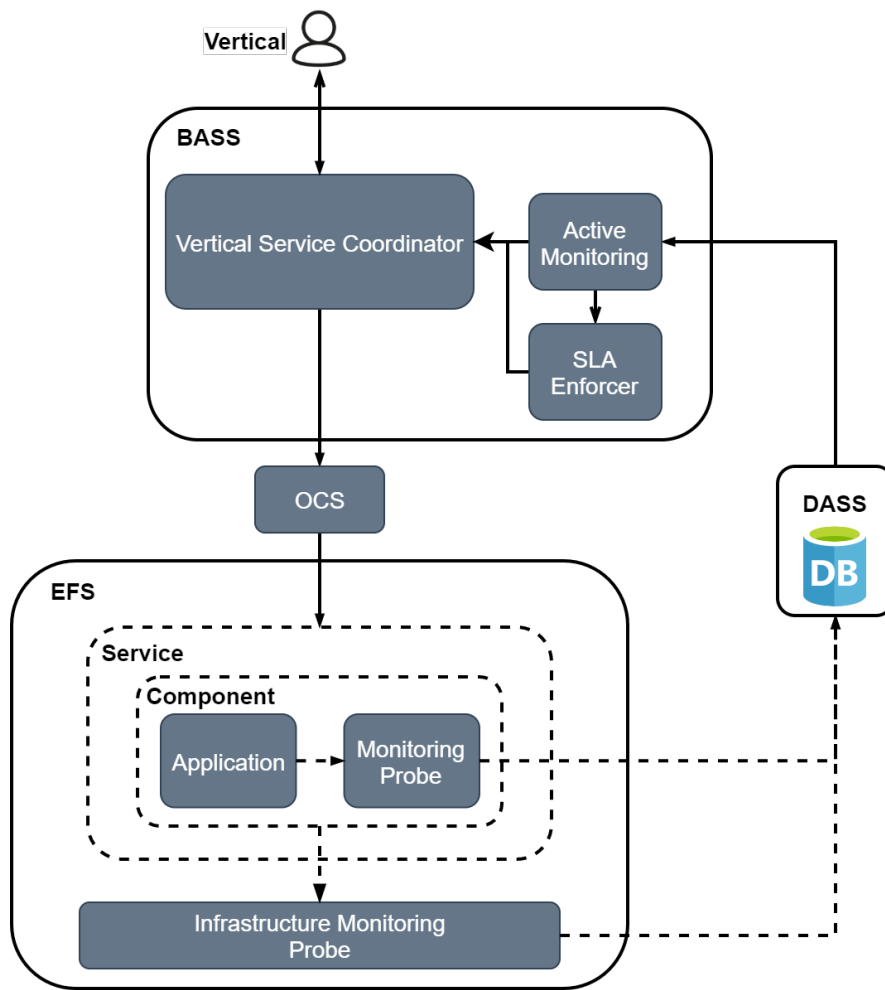 Vertical
BASS
Vertical Service Coordinator
Active
Monitoring
SLA
Enforcer
OCS
DASS
DB
EFS
Service
Component
Application
Monitoring
Probe
Infrastructure Monitoring
Probe